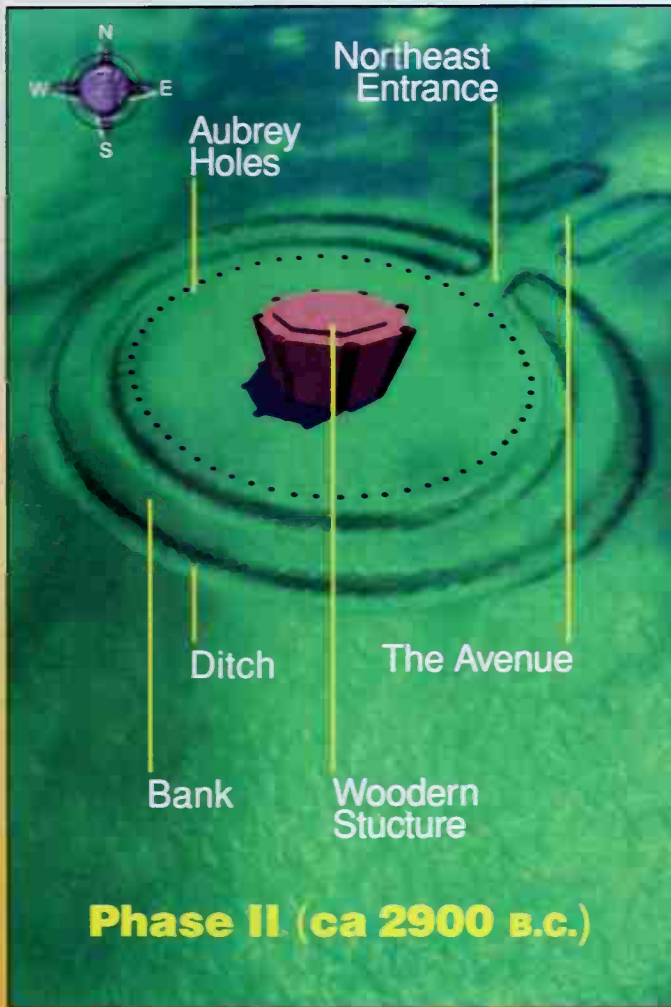 N
W E
S
Northeast
Entrance
Aubrey
Holes
Ditch
The Avenue
Bank
Woodern
Stucture
Phase II (ca 2900 B.C.)